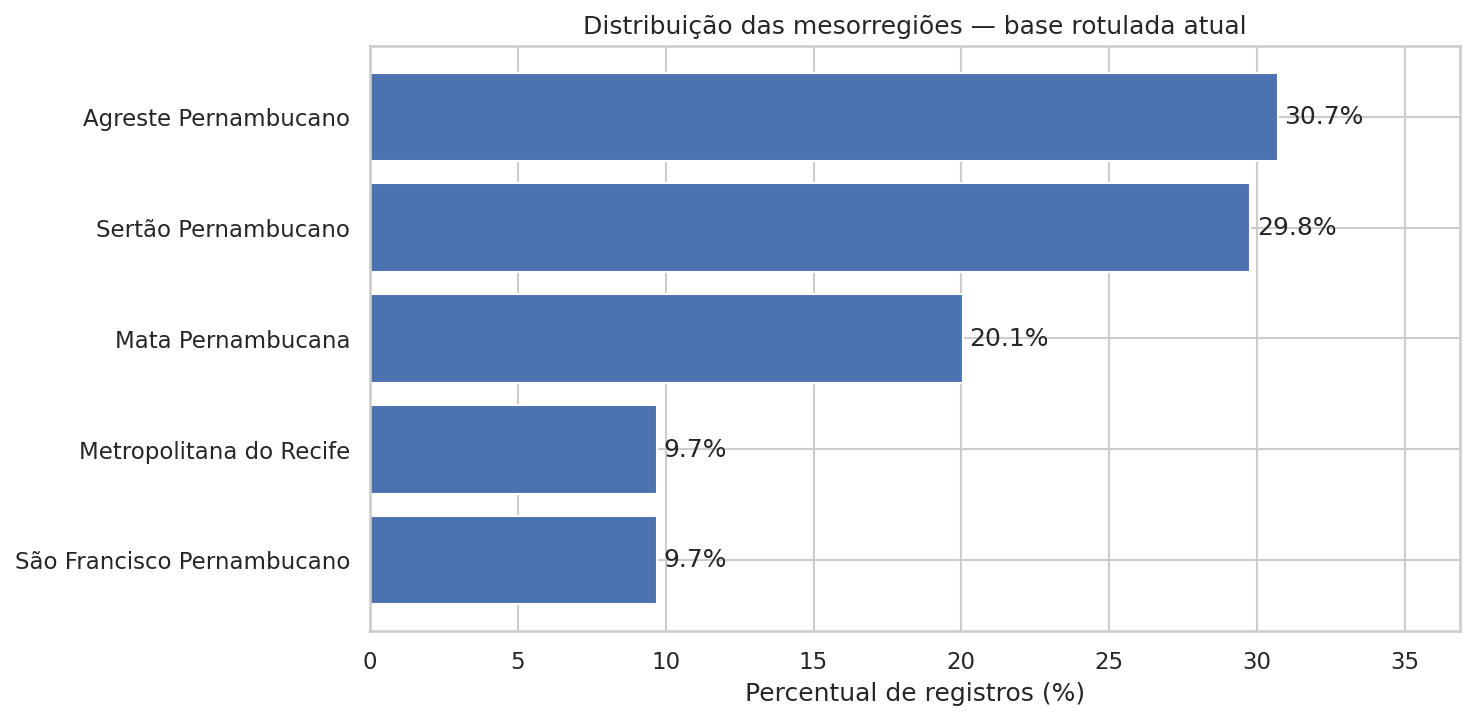 Distribuição das mesorregiões — base rotulada atual
Agreste Pernambucano 30.7%
Sertão Pernambucano 29.8%
Mata Pernambucana 20.1%
Metropolitana do Recife 9.7%
São Francisco Pernambucano 9.7%
0 5 10 15 20 25 30 35
Percentual de registros (%)